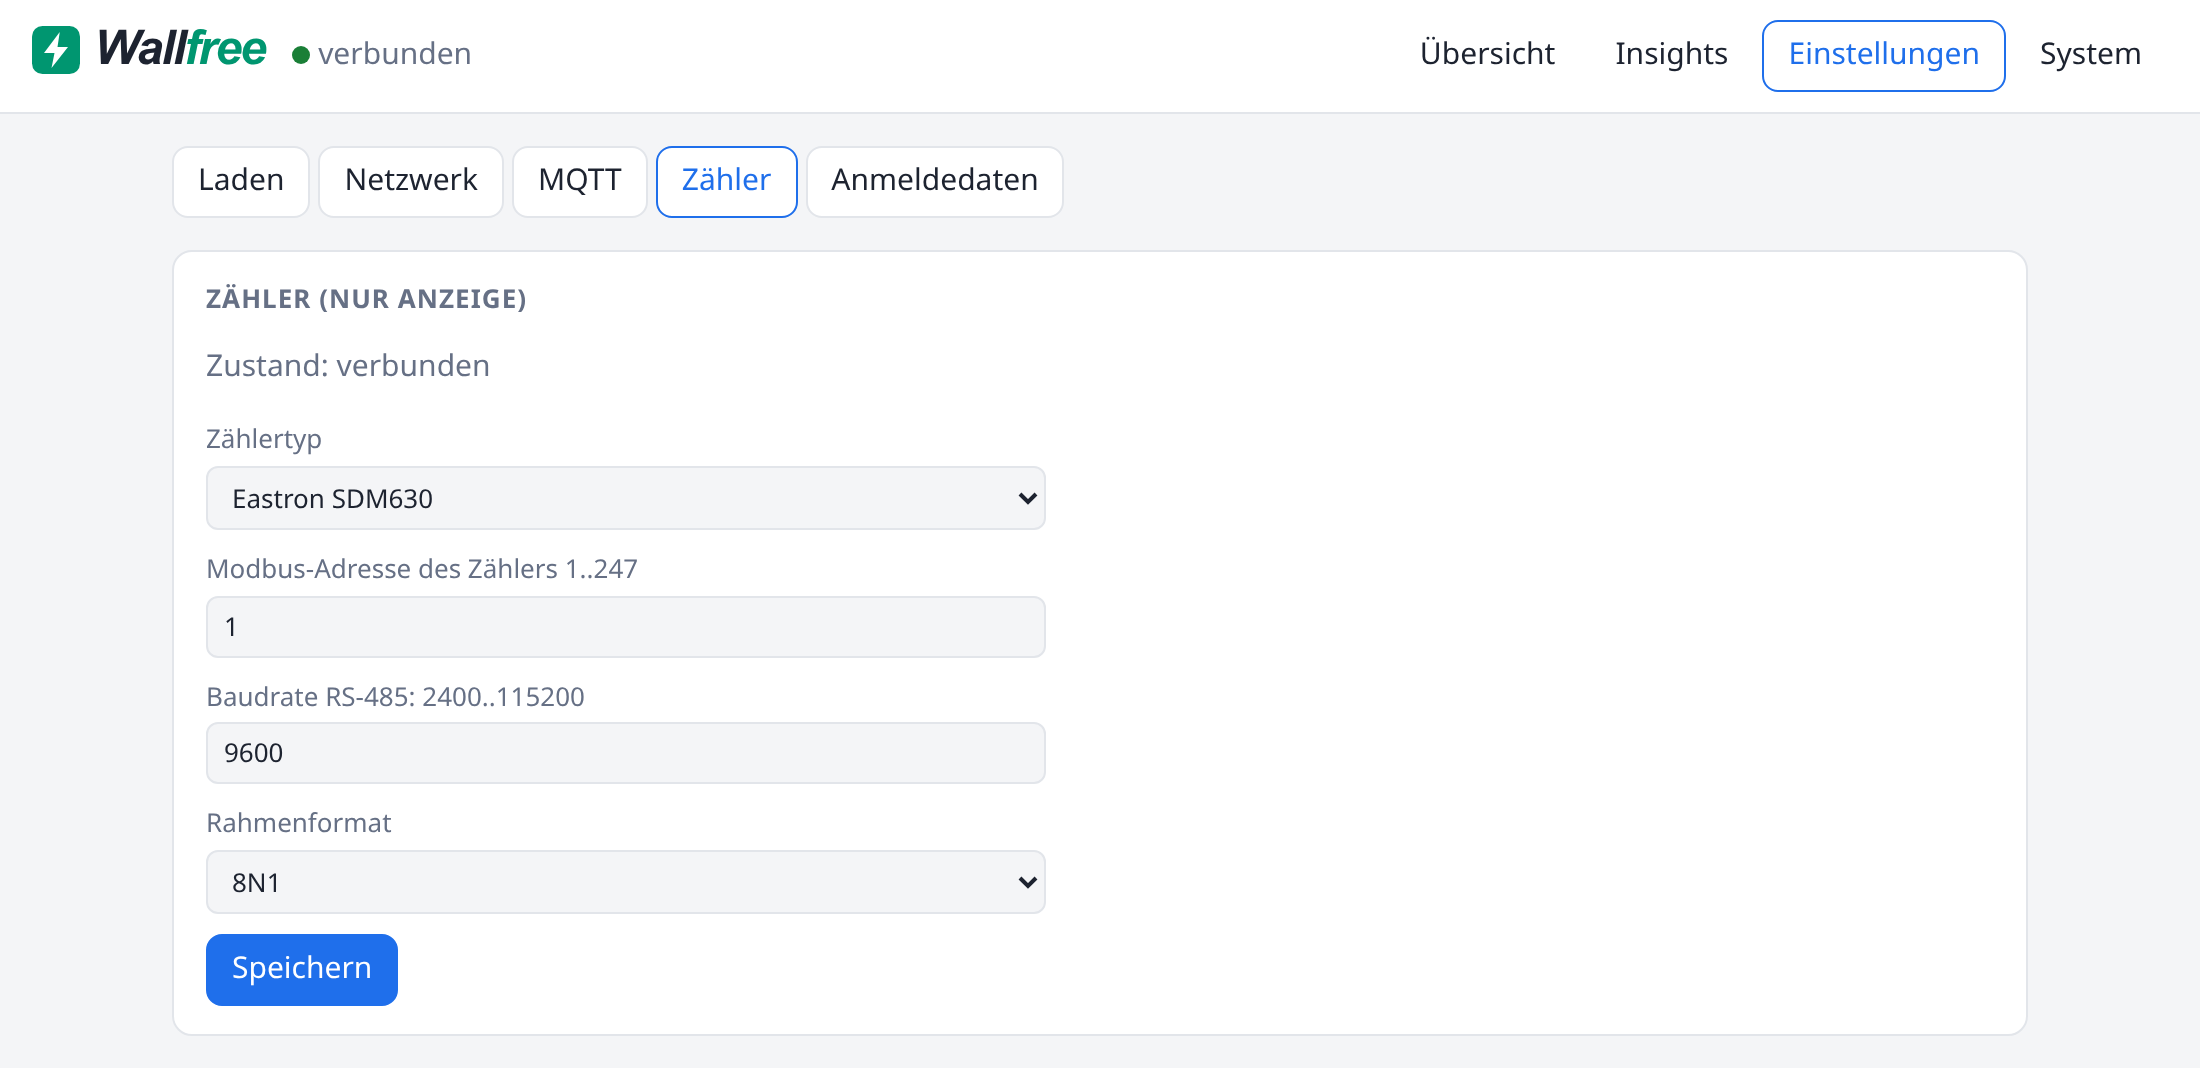 Wallfree verbunden Übersicht Insights Einstellungen System
Laden Netzwerk MQTT Zähler Anmeldedaten
ZÄHLER (NUR ANZEIGE)
Zustand: verbunden
Zählertyp
Eastron SDM630
Modbus-Adresse des Zählers 1..247
1
Baudrate RS-485: 2400..115200
9600
Rahmenformat
8N1
Speichern